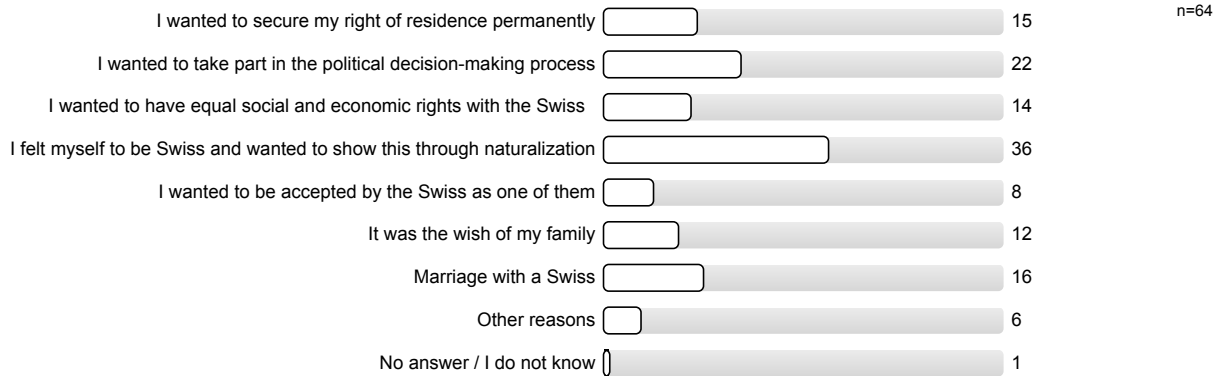 n=64
I wanted to secure my right of residence permanently 15
I wanted to take part in the political decision-making process 22
I wanted to have equal social and economic rights with the Swiss 14
I felt myself to be Swiss and wanted to show this through naturalization 36
I wanted to be accepted by the Swiss as one of them 8
It was the wish of my family 12
Marriage with a Swiss 16
Other reasons 6
No answer / I do not know 1